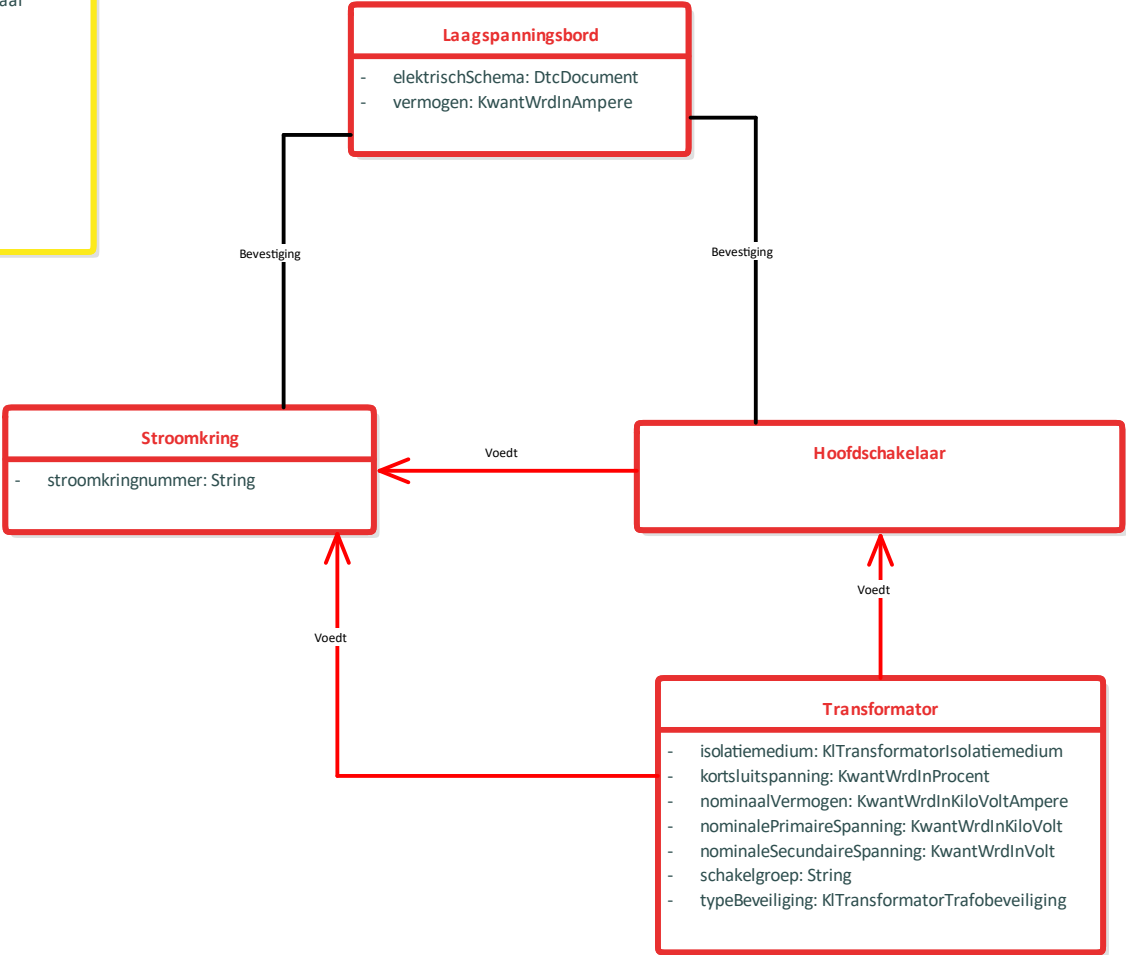 Laagspanningsbord
- elektrischSchema: DtcDocument
- vermogen: KwantWrdInAmpere
Bevestiging
Bevestiging
Stroomkring
- stroomkringnummer: String
Voedt
Hoofdschakelaar
Voedt
Voedt
Transformator
- isolatiemedium: KlTransformatorIsolatiemedium
- kortsluitspanning: KwantWrdInProcent
- nominaalVermogen: KwantWrdInKiloVoltAmpere
- nominalePrimaireSpanning: KwantWrdInKiloVolt
- nominaleSecundaireSpanning: KwantWrdInVolt
- schakelgroep: String
- typeBeveiliging: KlTransformatorTrafobeveiliging